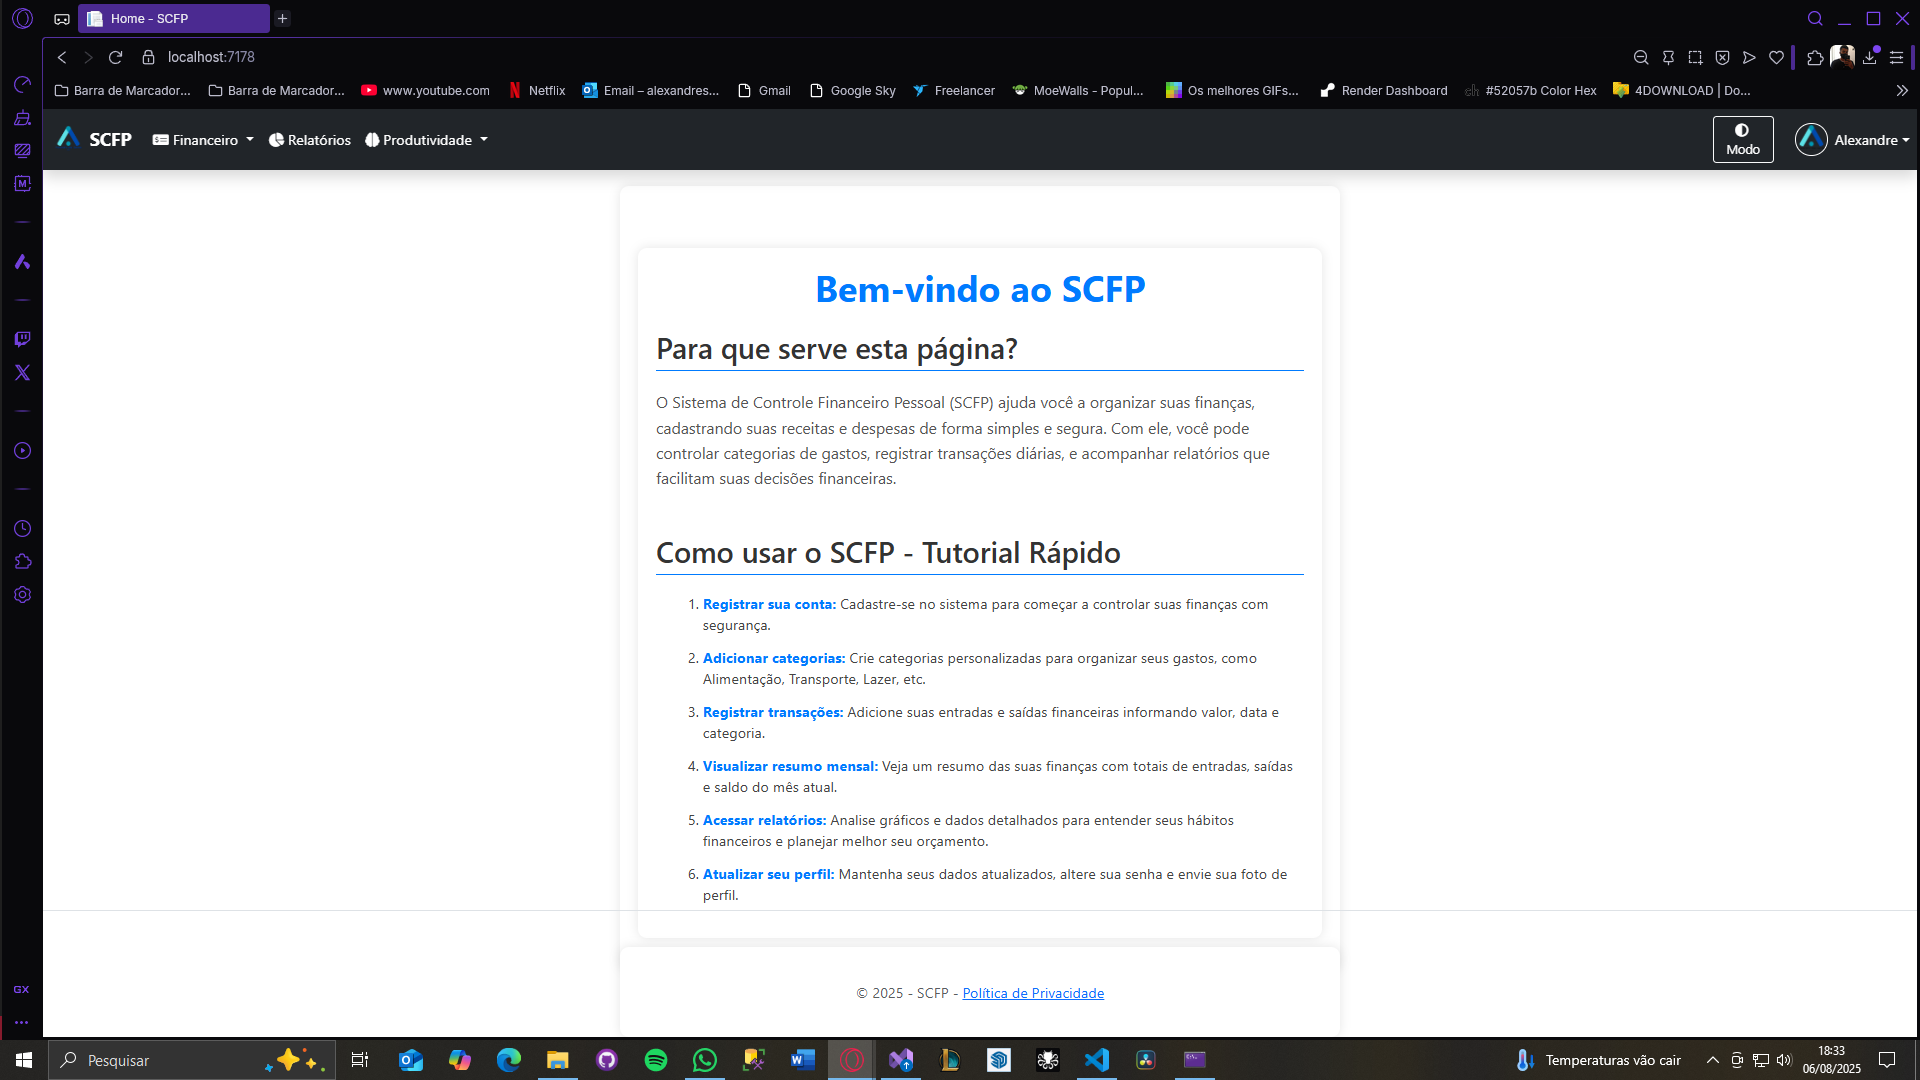 Home - SCFP
localhost:7178
Barra de Marcador... Barra de Marcador... www.youtube.com Netflix Email – alexandres... Gmail Google Sky Freelancer MoeWalls - Popul... Os melhores GIFs... Render Dashboard #52057b Color Hex 4DOWNLOAD | Do...
SCFP Financeiro Relatórios Produtividade Modo Alexandre
Bem-vindo ao SCFP
Para que serve esta página?
O Sistema de Controle Financeiro Pessoal (SCFP) ajuda você a organizar suas finanças,
cadastrando suas receitas e despesas de forma simples e segura. Com ele, você pode
controlar categorias de gastos, registrar transações diárias, e acompanhar relatórios que
facilitam suas decisões financeiras.
Como usar o SCFP - Tutorial Rápido
1. Registrar sua conta: Cadastre-se no sistema para começar a controlar suas finanças com
segurança.
2. Adicionar categorias: Crie categorias personalizadas para organizar seus gastos, como
Alimentação, Transporte, Lazer, etc.
3. Registrar transações: Adicione suas entradas e saídas financeiras informando valor, data e
categoria.
4. Visualizar resumo mensal: Veja um resumo das suas finanças com totais de entradas, saídas
e saldo do mês atual.
5. Acessar relatórios: Analise gráficos e dados detalhados para entender seus hábitos
financeiros e planejar melhor seu orçamento.
6. Atualizar seu perfil: Mantenha seus dados atualizados, altere sua senha e envie sua foto de
perfil.
© 2025 - SCFP - Política de Privacidade
GX
Pesquisar
Temperaturas vão cair
18:33
06/08/2025